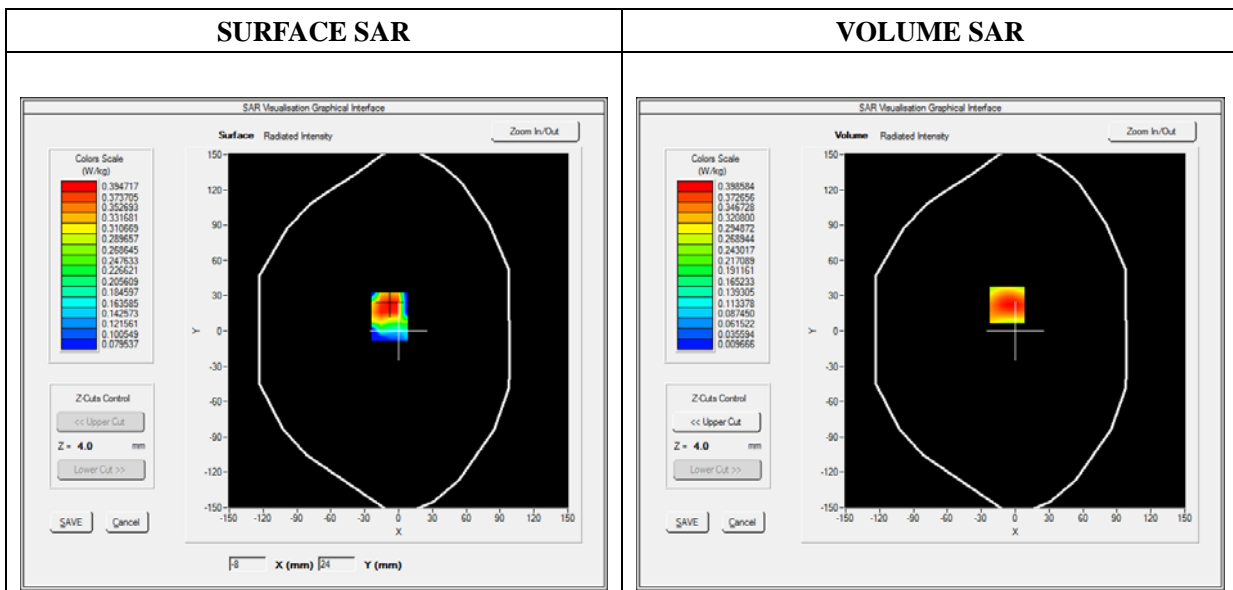 SURFACE SAR
VOLUME SAR
SAR Visualisation Graphical Interface
Surface Radiated Intensity
Zoom In/Out
Colors Scale
(W/kg)
0.394717
0.373705
0.352693
0.331681
0.310669
0.289657
0.268645
0.247633
0.226621
0.205609
0.184597
0.163585
0.142573
0.121561
0.100549
0.079537
Z-Cuts Control
<< Upper Cut
Z = 4.0 mm
Lower Cut >>
SAVE Cancel
150
120
90
60
30
0
-30
-60
-90
-120
-150
Y
-150 -120 -90 -60 -30 0 30 60 90 120 150
X
-8 X (mm) 24 Y (mm)
SAR Visualisation Graphical Interface
Volume Radiated Intensity
Zoom In/Out
Colors Scale
(W/kg)
0.398584
0.372656
0.346728
0.320800
0.294872
0.268944
0.243017
0.217089
0.191161
0.165233
0.139305
0.113378
0.087450
0.061522
0.035594
0.009666
Z-Cuts Control
<< Upper Cut
Z = 4.0 mm
Lower Cut >>
SAVE Cancel
150
120
90
60
30
0
-30
-60
-90
-120
-150
Y
-150 -120 -90 -60 -30 0 30 60 90 120 150
X